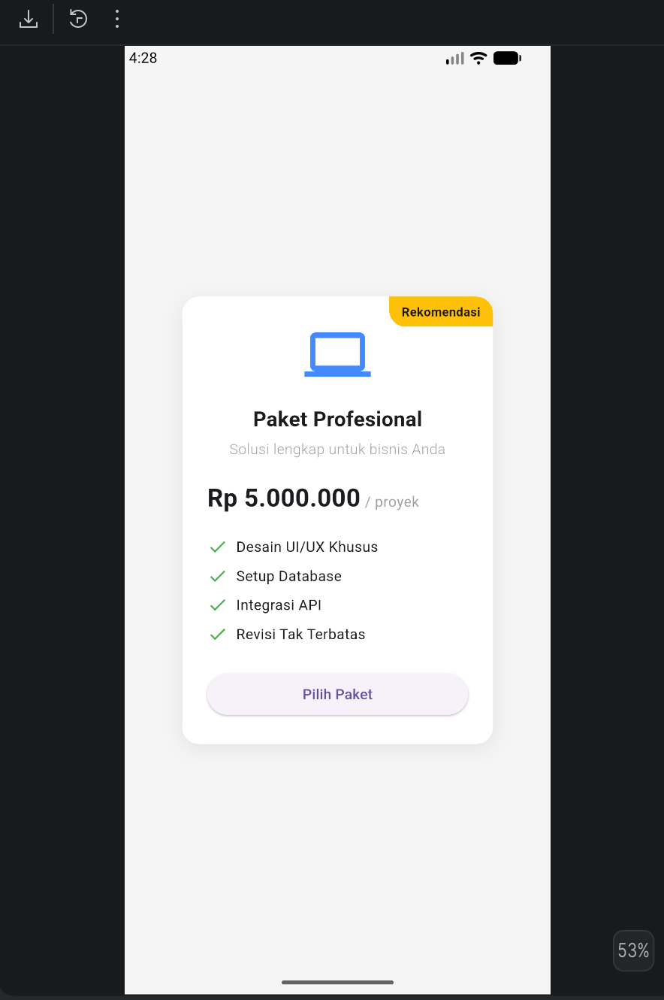 4:28
Rekomendasi
Paket Profesional
Solusi lengkap untuk bisnis Anda
Rp 5.000.000 / proyek
Desain UI/UX Khusus
Setup Database
Integrasi API
Revisi Tak Terbatas
Pilih Paket
53%